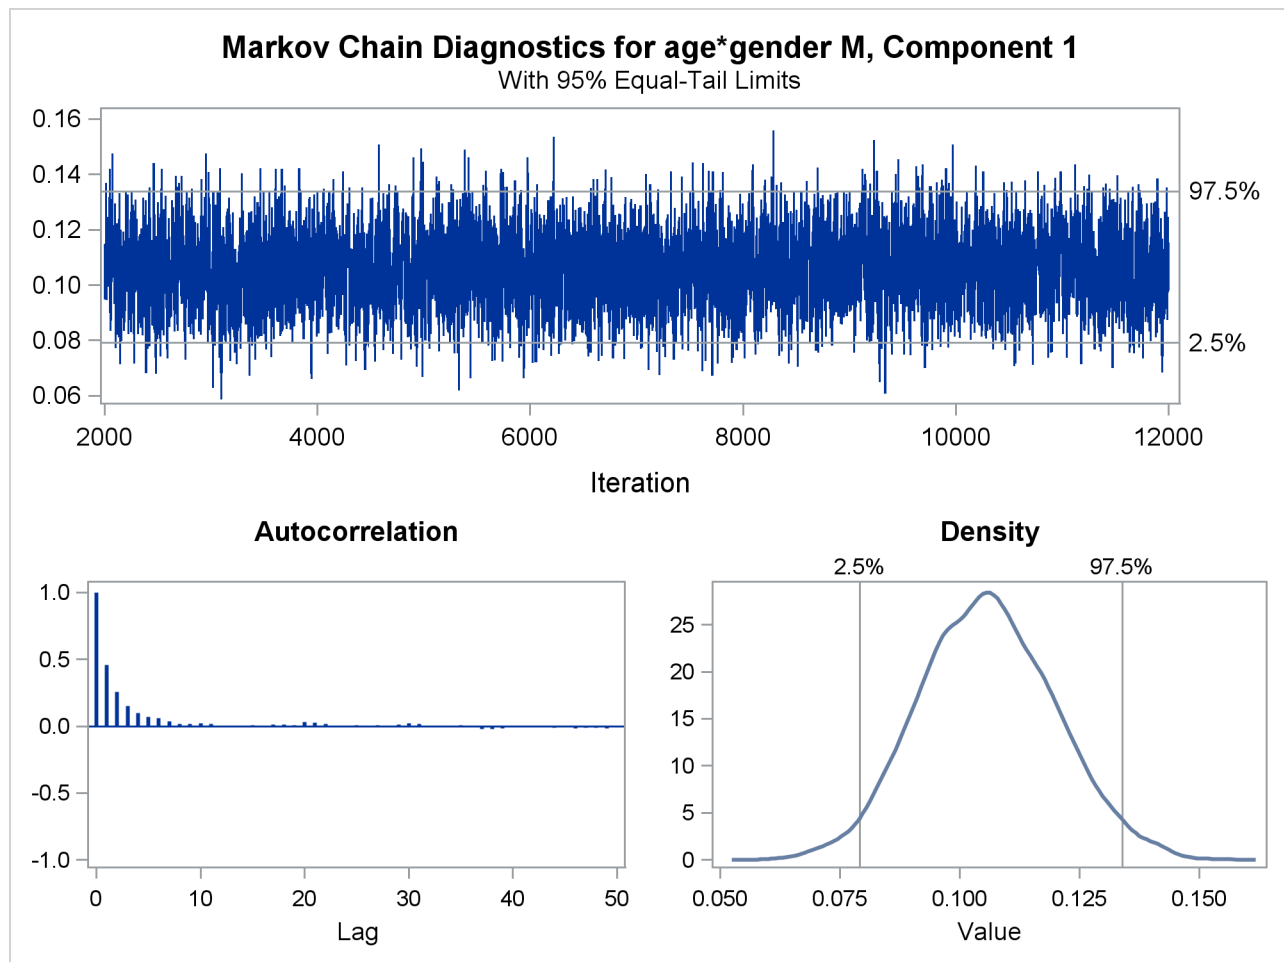 Markov Chain Diagnostics for age*gender M, Component 1
With 95% Equal-Tail Limits
0.16
0.14
0.12
0.10
0.08
0.06
97.5%
2.5%
2000 4000 6000 8000 10000 12000
Iteration
Autocorrelation
1.0
0.5
0.0
-0.5
-1.0
0 10 20 30 40 50
Lag
Density
2.5% 97.5%
25
20
15
10
5
0
0.050 0.075 0.100 0.125 0.150
Value